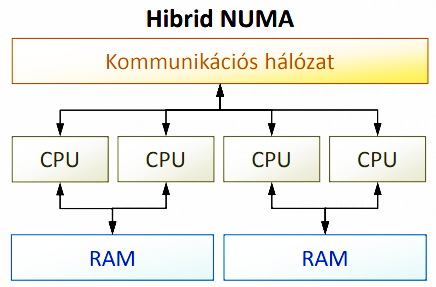 Hibrid NUMA
Kommunikációs hálózat
CPU CPU CPU CPU
RAM RAM